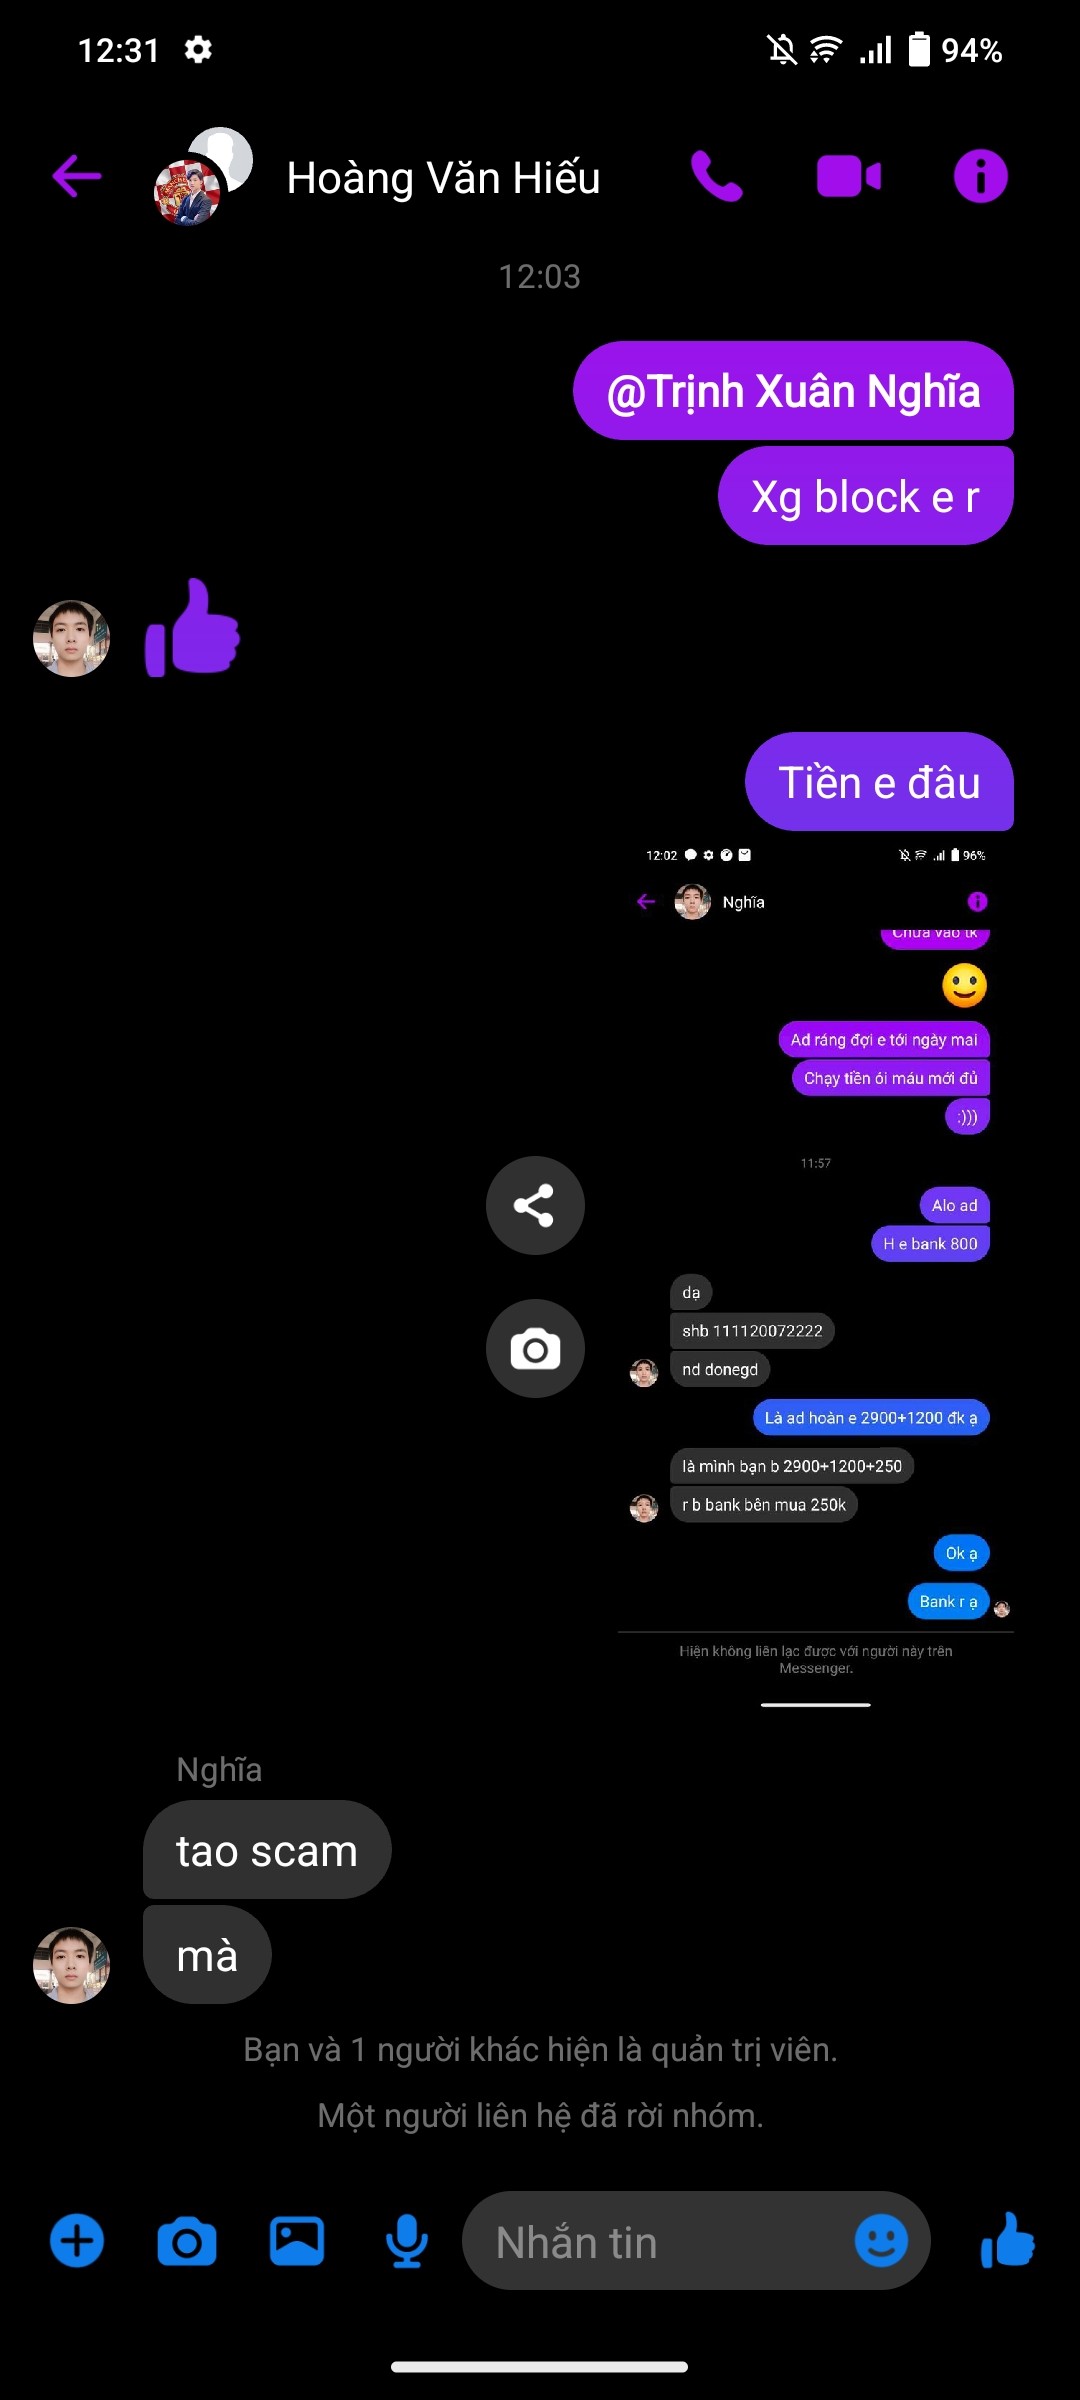 12:31
94%
Hoàng Văn Hiếu
12:03
@Trịnh Xuân Nghĩa
Xg block e r
Tiền e đâu
12:02
96%
Nghĩa
Chưa vào tk
Ad ráng đợi e tới ngày mai
Chạy tiền ói máu mới đủ
:)))
11:57
Alo ad
H e bank 800
dạ
shb 111120072222
nd donegd
Là ad hoàn e 2900+1200 đk ạ
là mình bạn b 2900+1200+250
r b bank bên mua 250k
Ok ạ
Bank r ạ
Hiện không liên lạc được với người này trên
Messenger.
Nghĩa
tao scam
mà
Bạn và 1 người khác hiện là quản trị viên.
Một người liên hệ đã rời nhóm.
Nhắn tin